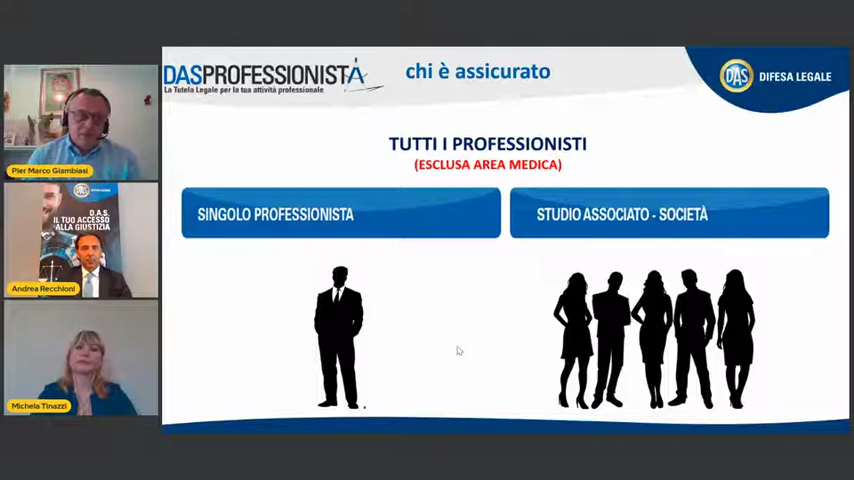 DASPROFESSIONISTA
La Tutela Legale per la tua attività professionale
chi è assicurato
DAS
DIFESA LEGALE
TUTTI I PROFESSIONISTI
(ESCLUSA AREA MEDICA)
SINGOLO PROFESSIONISTA
STUDIO ASSOCIATO - SOCIETÀ
Pier Marco Giambiasi
DAS
D.A.S.
IL TUO ACCESSO
ALLA GIUSTIZIA
Andrea Recchioni
Michela Tinazzi